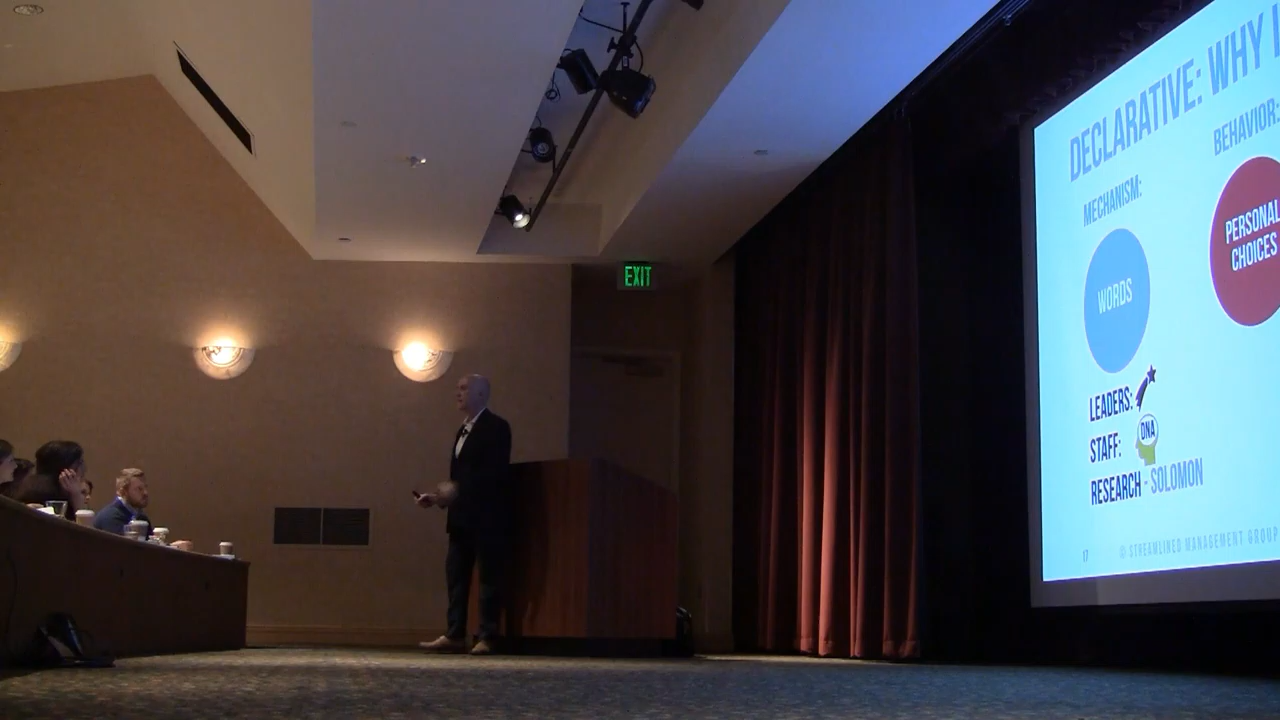 EXIT
DECLARATIVE: WHY
MECHANISM:
BEHAVIOR:
WORDS
PERSONAL
CHOICES
LEADERS:
STAFF:
DNA
RESEARCH - SOLOMON
17
© STREAMLINED MANAGEMENT GROUP